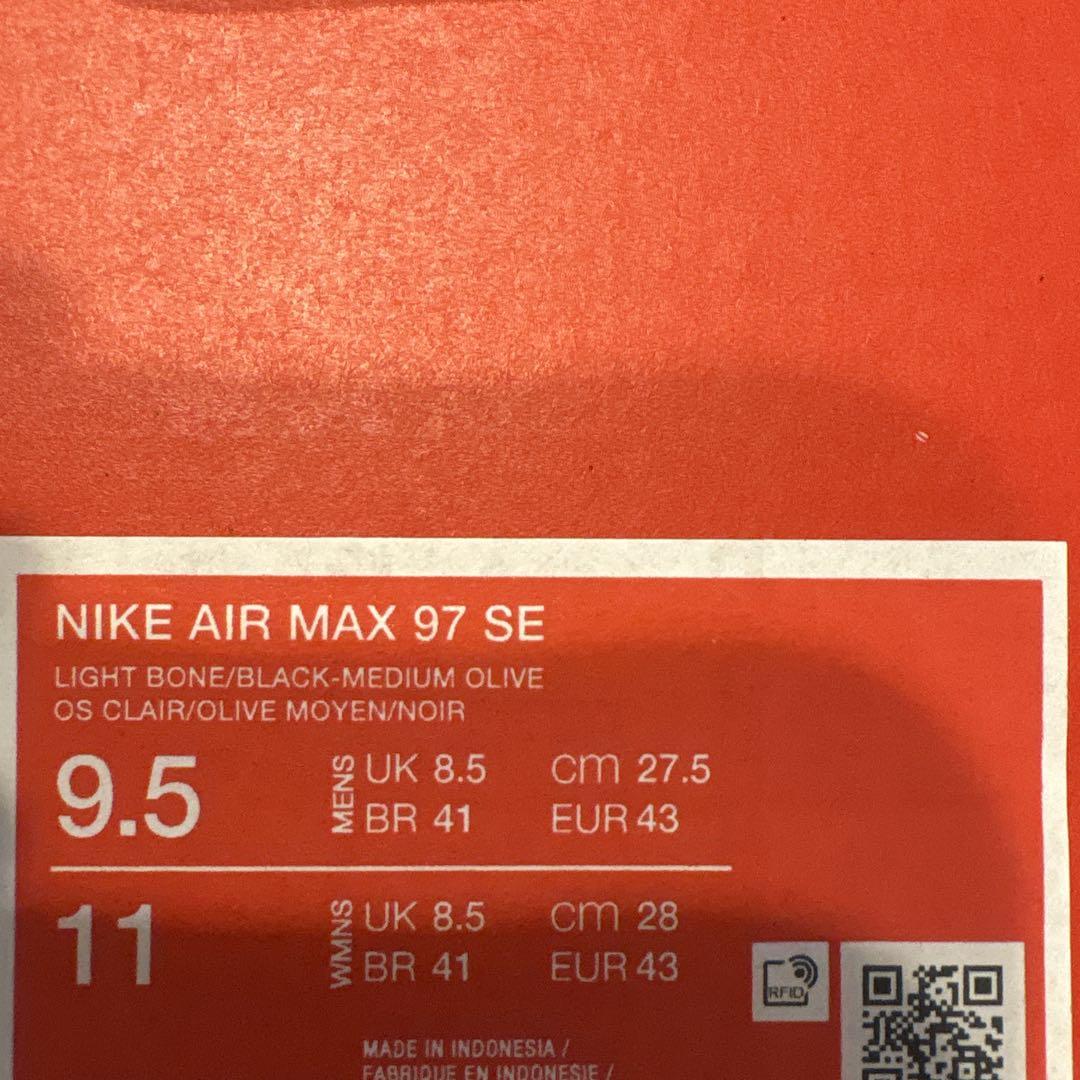 NIKE AIR MAX 97 SE
LIGHT BONE/BLACK-MEDIUM OLIVE
OS CLAIR/OLIVE MOYEN/NOIR
9.5 MENS UK 8.5 cm 27.5
BR 41 EUR 43
11 WMNS UK 8.5 cm 28
BR 41 EUR 43
RFID
MADE IN INDONESIA /
FABRIQUE EN INDONESIE /